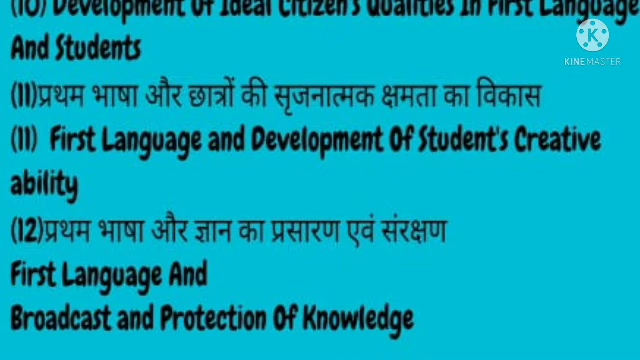 (10) Development Of Ideal Citizen's Qualities In First Language
And Students
(11)प्रथम भाषा और छात्रों की सृजनात्मक क्षमता का विकास
(11) First Language and Development Of Student's Creative
ability
(12)प्रथम भाषा और ज्ञान का प्रसारण एवं संरक्षण
First Language And
Broadcast and Protection Of Knowledge
KINEMASTER